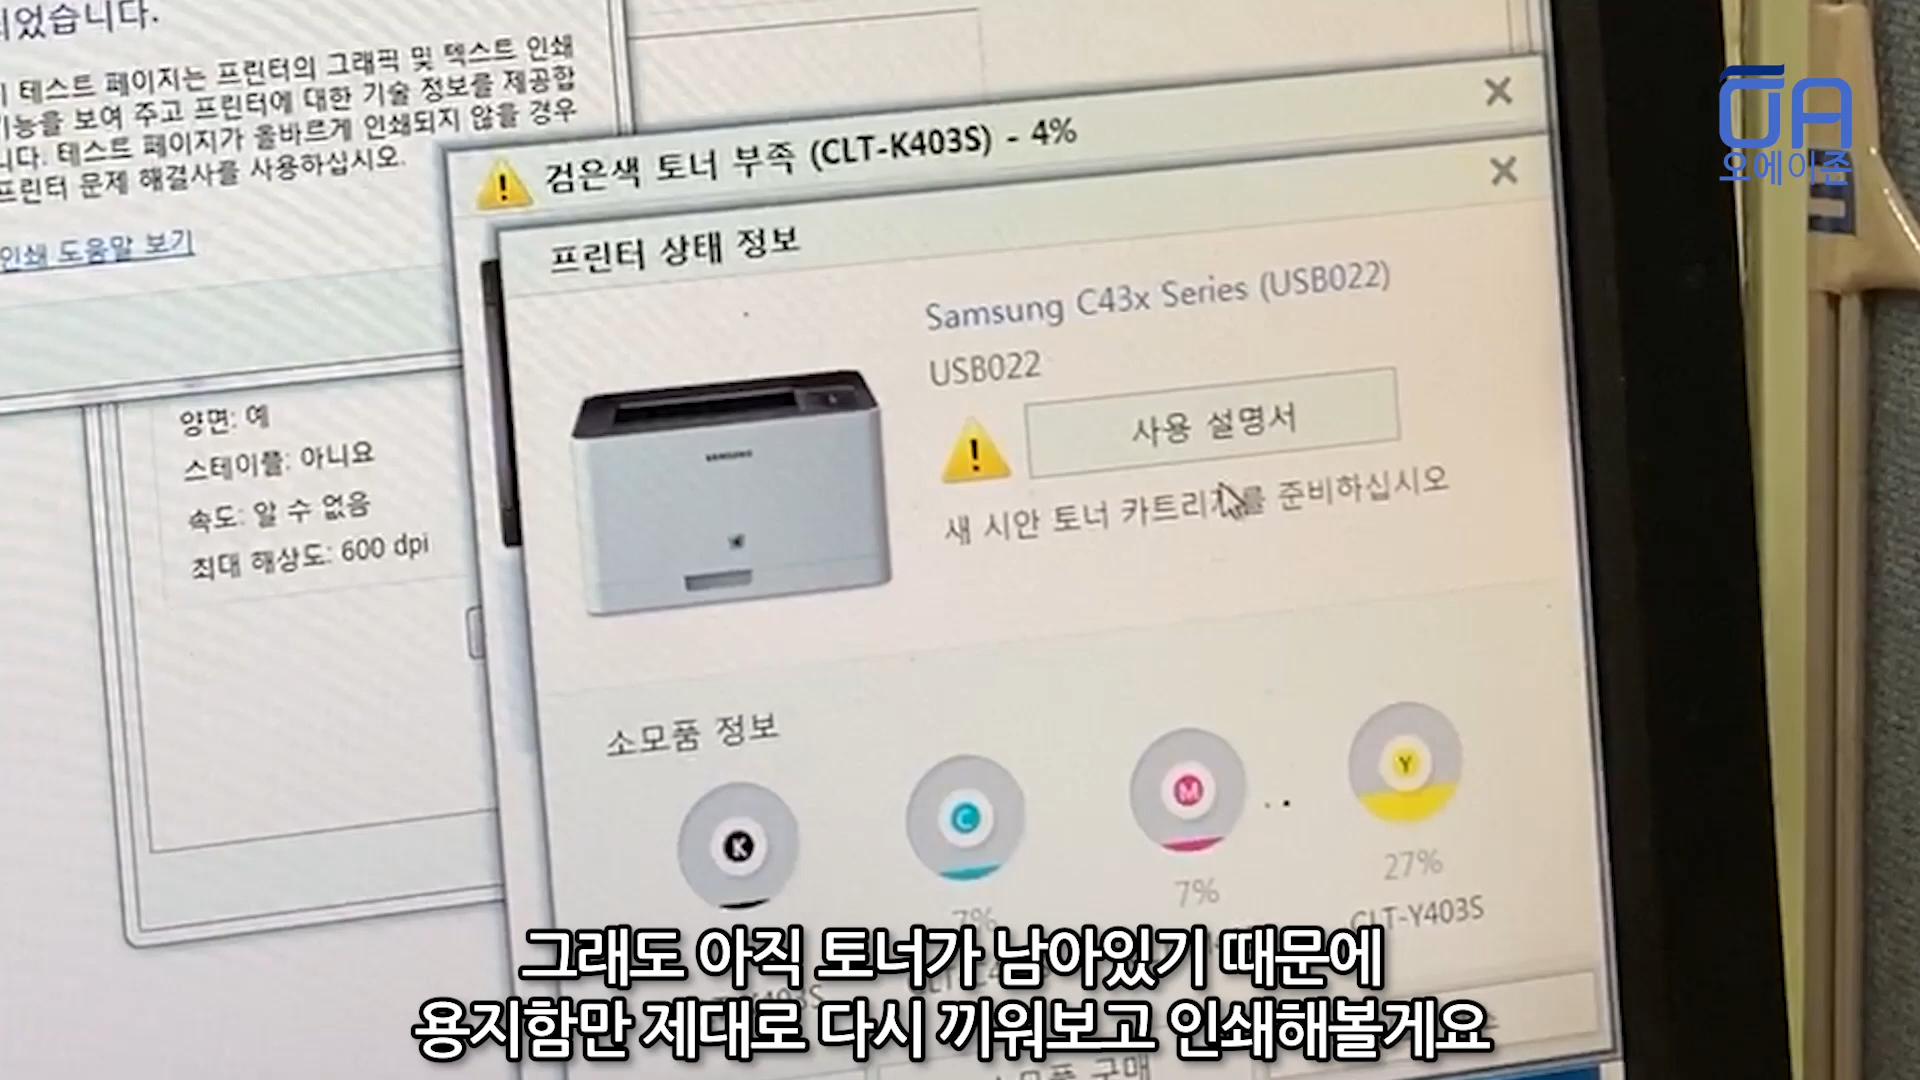 되었습니다.
테스트 페이지는 프린터의 그래픽 및 텍스트 인쇄
기능을 보여 주고 프린터에 대한 기술 정보를 제공합
니다. 테스트 페이지가 올바르게 인쇄되지 않을 경우
프린터 문제 해결사를 사용하십시오.
인쇄 도움말 보기
양면: 예
스테이플: 아니요
속도: 알 수 없음
최대 해상도: 600 dpi
검은색 토너 부족 (CLT-K403S) - 4%
프린터 상태 정보
Samsung C43x Series (USB022)
USB022
사용 설명서
새 시안 토너 카트리지를 준비하십시오
SAMSUNG
소모품 정보
K
C
M
Y
7%
7%
27%
CLT-Y403S
소모품 구매
OA
오에이존
그래도 아직 토너가 남아있기 때문에
용지함만 제대로 다시 끼워보고 인쇄해볼게요